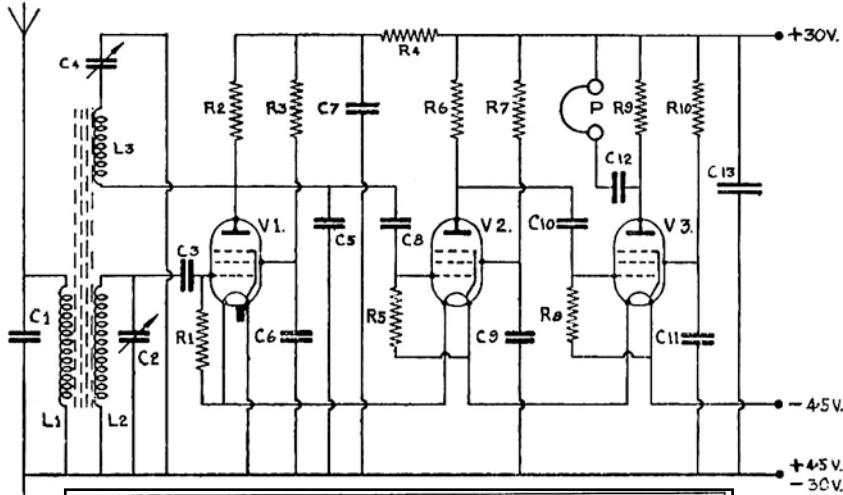 +30V.
R4
C4
R2
R3
C7
R6
R7
P
R9
R10
L3
C12
C13
V1.
C5
C8
V2.
C10
V3.
C3
C1
C2
R1
C6
R5
C9
R8
C11
L1
L2
-4.5V.
+4.5V.
-30V.